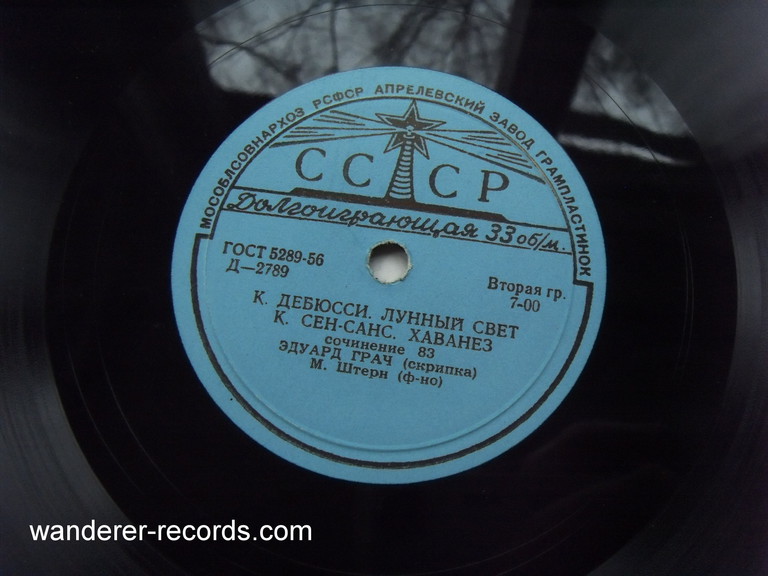 МОСОБЛСОВНАРХОЗ РСФСР АПРЕЛЕВСКИЙ ЗАВОД ГРАМПЛАСТИНОК
СССР
Долгоиграющая 33 об/м.
ГОСТ 5289-56
Д—2789
Вторая гр.
7-00
К. ДЕБЮССИ. ЛУННЫЙ СВЕТ
К. СЕН-САНС. ХАВАНЕЗ
сочинение 83
ЭДУАРД ГРАЧ (скрипка)
М. Штерн (ф-но)
wanderer-records.com